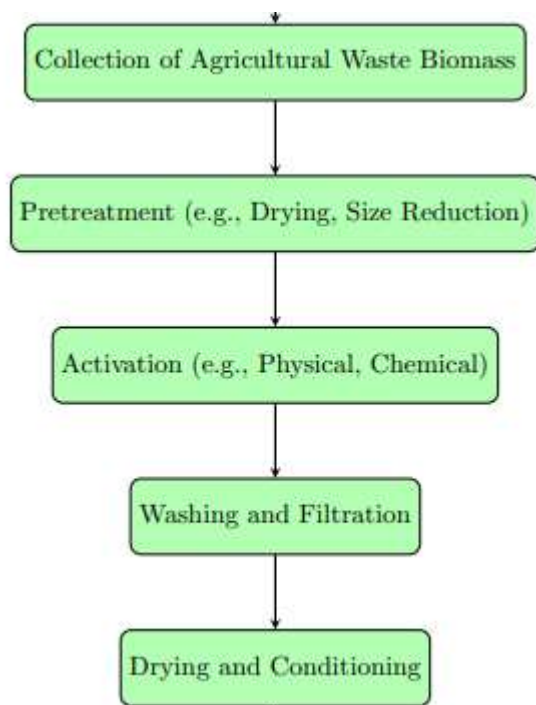 Collection of Agricultural Waste Biomass
Pretreatment (e.g., Drying, Size Reduction)
Activation (e.g., Physical, Chemical)
Washing and Filtration
Drying and Conditioning